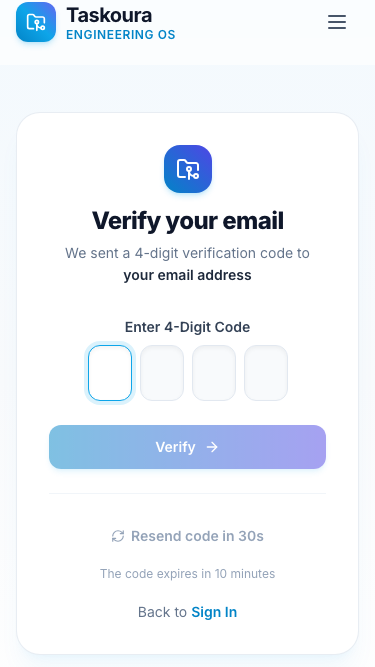 Taskoura
ENGINEERING OS
Verify your email
We sent a 4-digit verification code to
your email address
Enter 4-Digit Code
Verify
Resend code in 30s
The code expires in 10 minutes
Back to Sign In